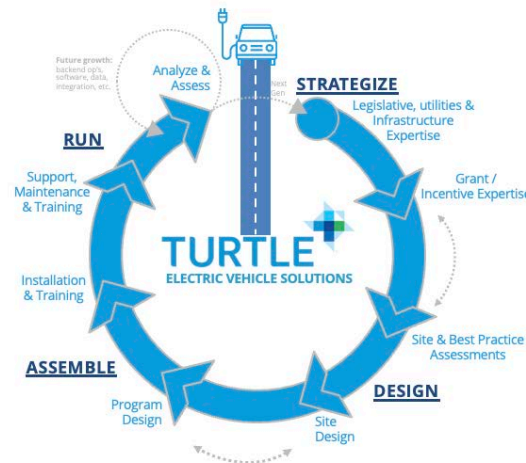 Future growth:
backend op's,
software, data,
integration, etc.
Analyze &
Assess
Next
Gen
STRATEGIZE
Legislative, utilities &
Infrastructure
Expertise
RUN
Support,
Maintenance
& Training
Grant /
Incentive Expertise
TURTLE
ELECTRIC VEHICLE SOLUTIONS
Installation
& Training
Site & Best Practice
Assessments
ASSEMBLE
DESIGN
Program
Design
Site
Design